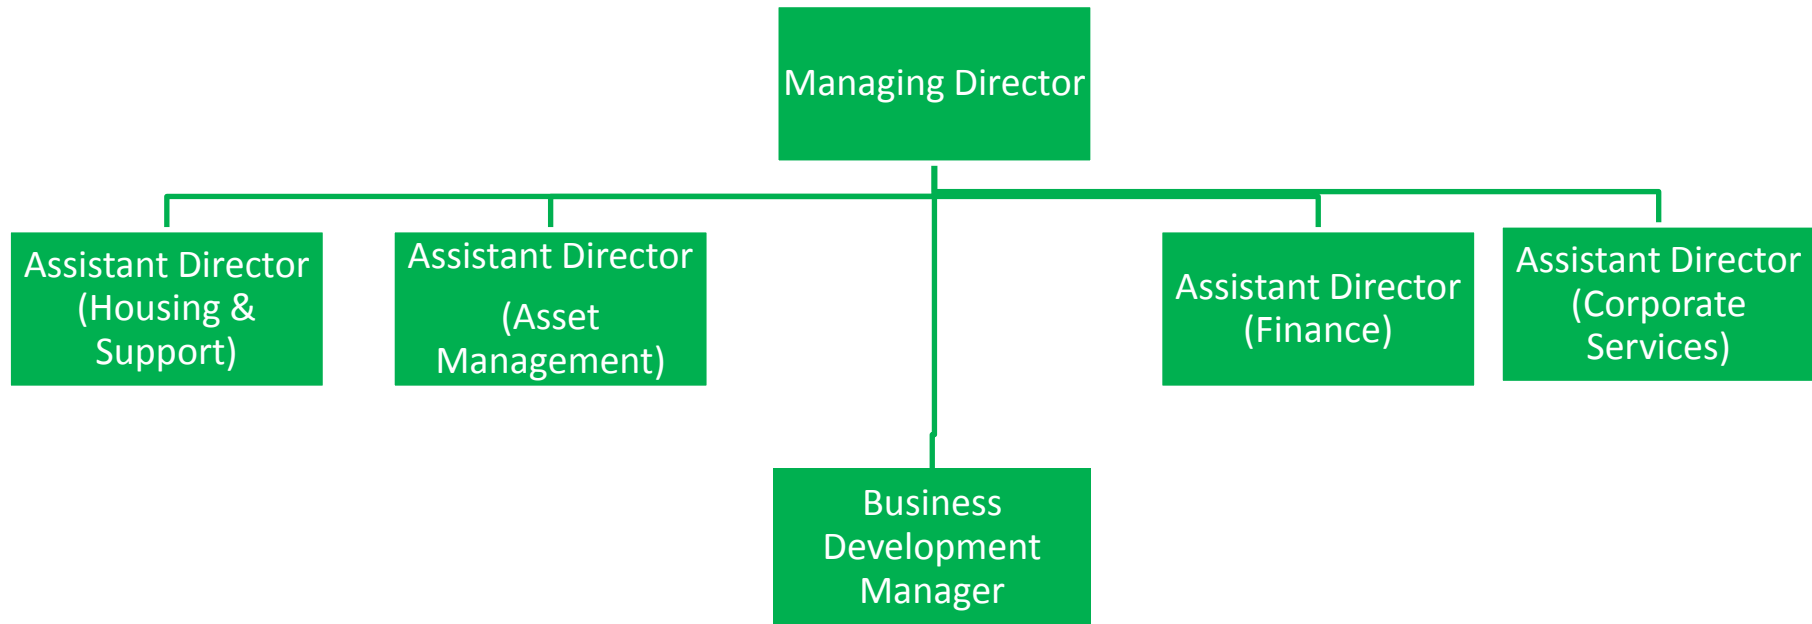 Managing Director
Assistant Director
(Housing &
Support)
Assistant Director
(Asset
Management)
Assistant Director
(Finance)
Assistant Director
(Corporate
Services)
Business
Development
Manager